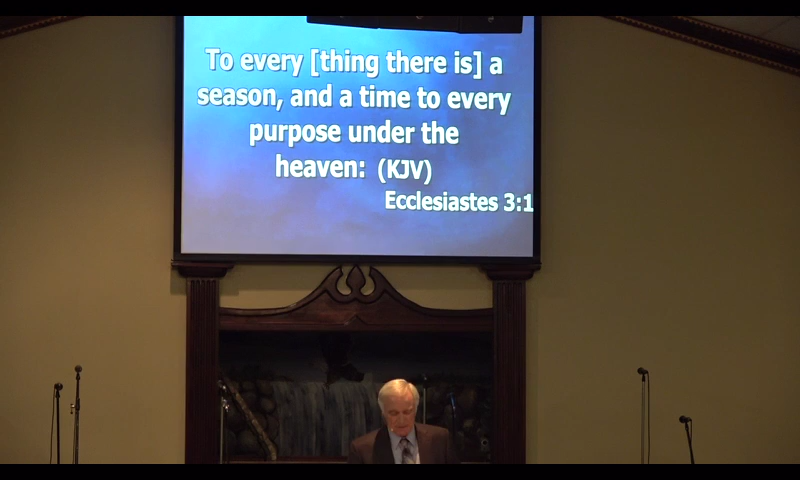 To every [thing there is] a
season, and a time to every
purpose under the
heaven: (KJV)
Ecclesiastes 3:1